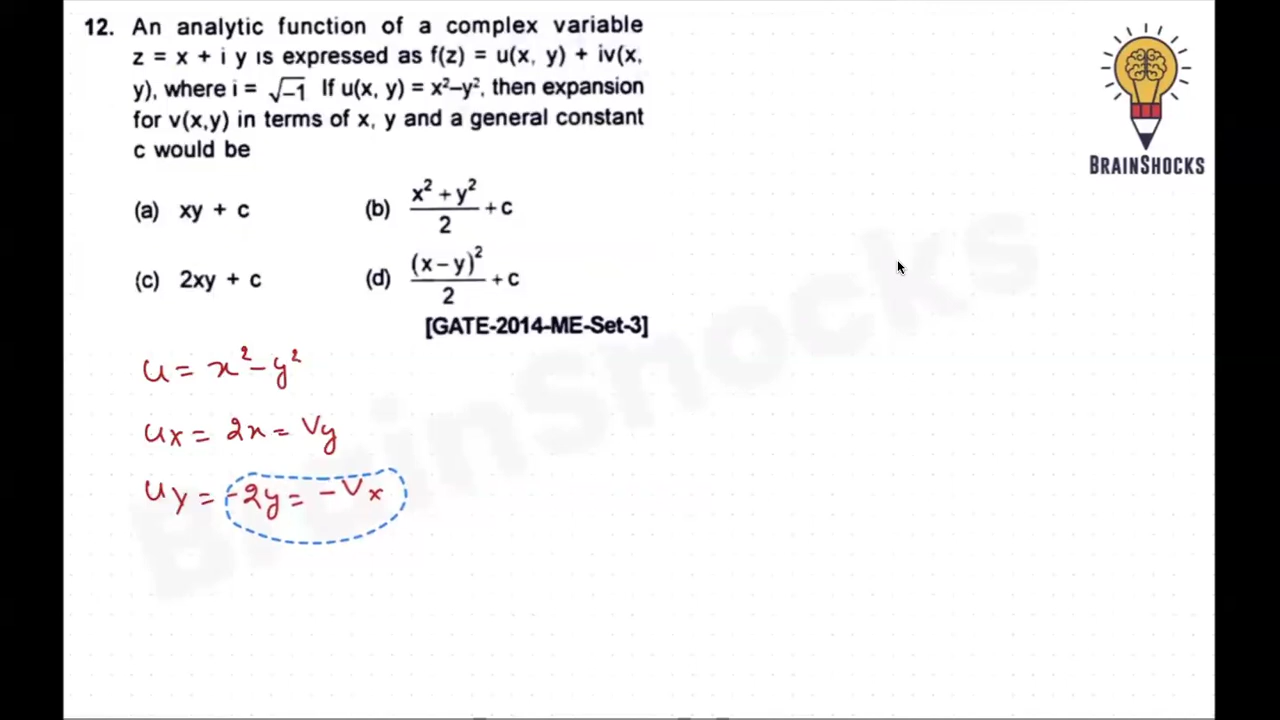 12. An analytic function of a complex variable
z = x + i y is expressed as f(z) = u(x, y) + iv(x,
y), where i = √-1 If u(x, y) = x²–y², then expansion
for v(x,y) in terms of x, y and a general constant
c would be
(a) xy + c (b) (x² + y²)/2 + c
(c) 2xy + c (d) (x – y)²/2 + c
[GATE-2014-ME-Set-3]
u = x² - y²
ux = 2x = Vy
uy = -2y = -Vx
BRAINSHOCKS
BrainShocks